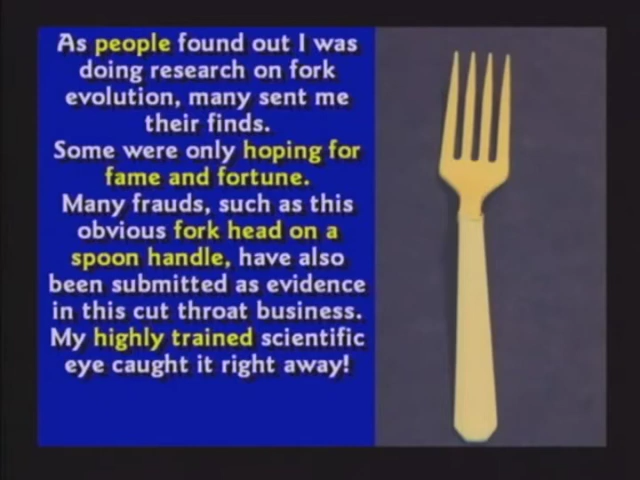 As people found out I was
doing research on fork
evolution, many sent me
their finds.
Some were only hoping for
fame and fortune.
Many frauds, such as this
obvious fork head on a
spoon handle, have also
been submitted as evidence
in this cut throat business.
My highly trained scientific
eye caught it right away!